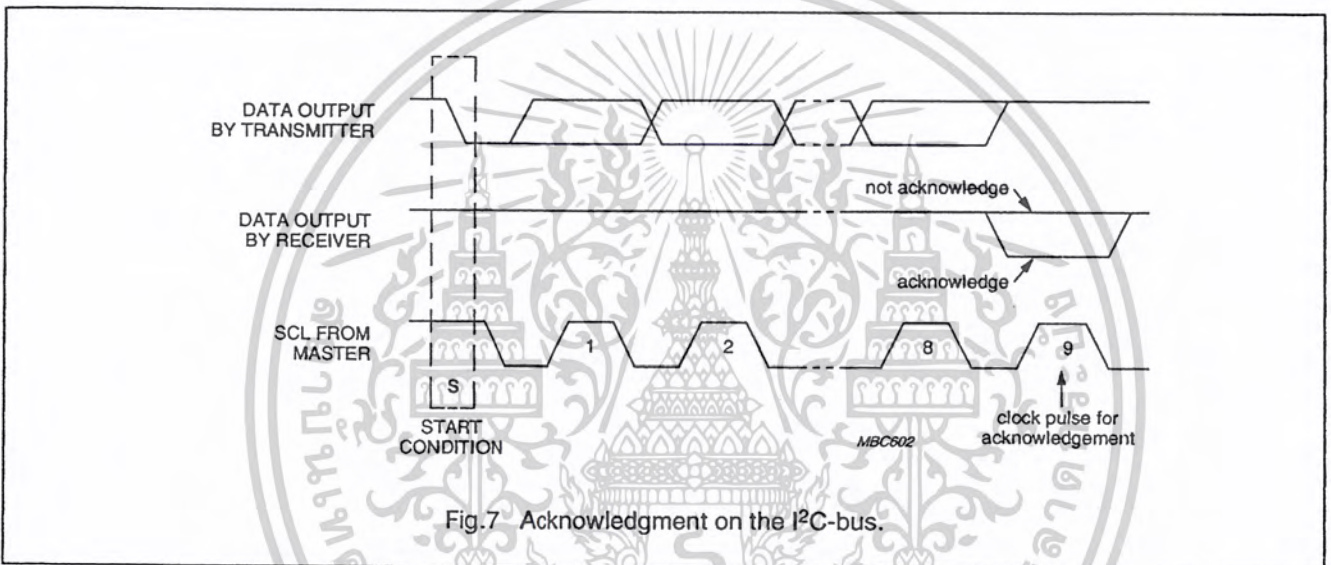 DATA OUTPUT
BY TRANSMITTER
not acknowledge
DATA OUTPUT
BY RECEIVER
acknowledge
SCL FROM
MASTER
1
2
8
9
S
START
CONDITION
MBC602
clock pulse for
acknowledgement
Fig.7 Acknowledgment on the I²C-bus.